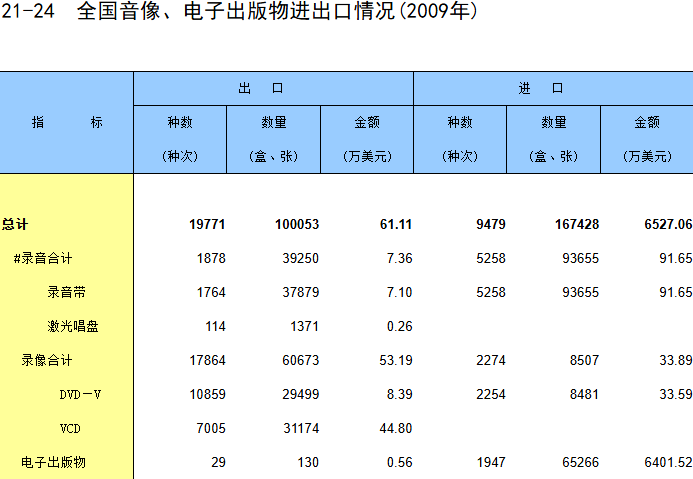 21-24 全国音像、电子出版物进出口情况(2009年)
出 口 进 口
指 标 种数 数量 金额 种数 数量 金额
(种次) (盒、张) (万美元) (种次) (盒、张) (万美元)
总计 19771 100053 61.11 9479 167428 6527.06
#录音合计 1878 39250 7.36 5258 93655 91.65
录音带 1764 37879 7.10 5258 93655 91.65
激光唱盘 114 1371 0.26
录像合计 17864 60673 53.19 2274 8507 33.89
DVD－V 10859 29499 8.39 2254 8481 33.59
VCD 7005 31174 44.80
电子出版物 29 130 0.56 1947 65266 6401.52